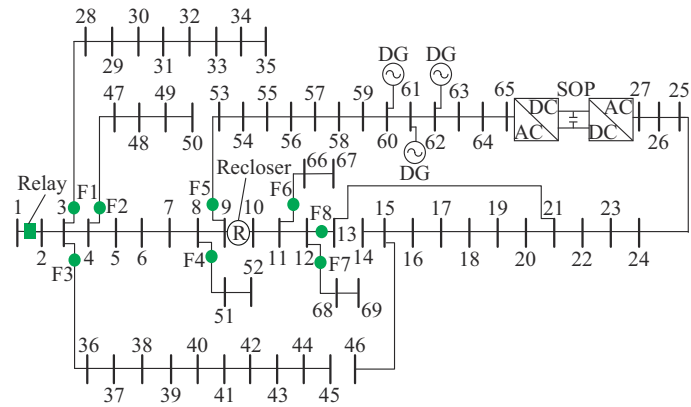 28 30 32 34
29 31 33 35
DG DG
47 49 53 55 57 59 61 63 65 SOP 27 25
DC AC
48 50 54 56 58 60 62 64 AC DC 26
DG
Recloser 66 67
Relay F1 F2 F5 F6
1 3 7 8 9 R 10 F8 13 15 17 19 21 22 23
2 4 5 6 11 12 14 16 18 20 24
F3 F4 52 F7
51 68 69
36 38 40 42 44 46
37 39 41 43 45